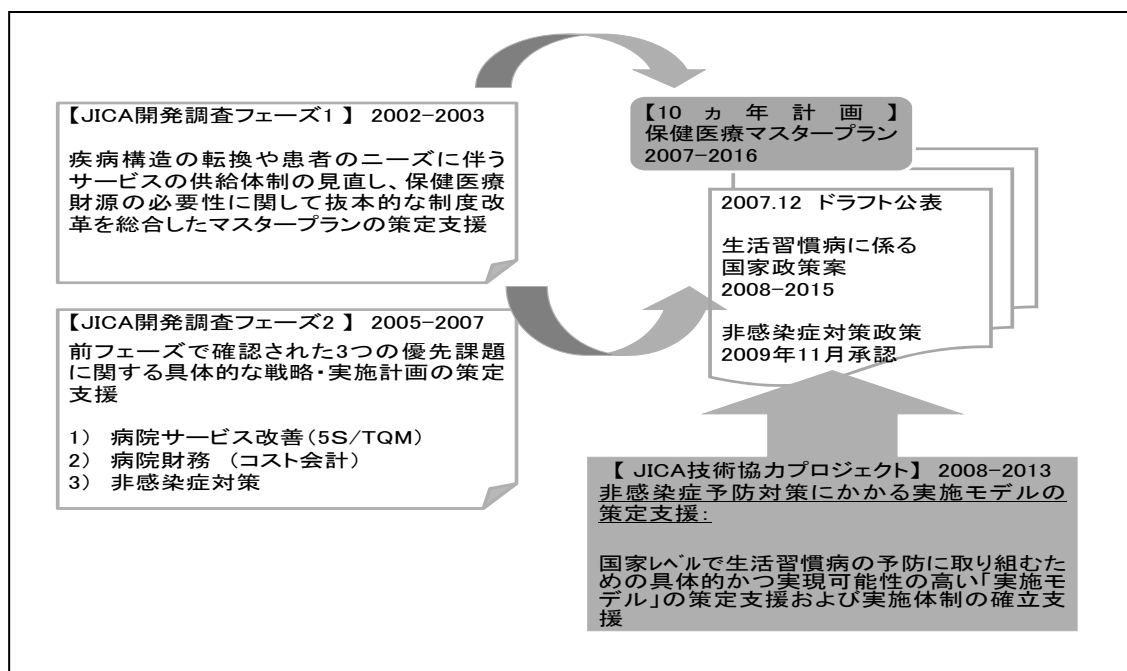 【JICA開発調査フェーズ1 】 2002-2003
疾病構造の転換や患者のニーズに伴う
サービスの供給体制の見直し、保健医療
財源の必要性に関して抜本的な制度改
革を総合したマスタープランの策定支援
【JICA開発調査フェーズ2 】 2005-2007
前フェーズで確認された3つの優先課題
に関する具体的な戦略・実施計画の策定
支援
1) 病院サービス改善(5S/TQM)
2) 病院財務 (コスト会計)
3) 非感染症対策
【10 ヵ 年 計 画 】
保健医療マスタープラン
2007-2016
2007.12 ドラフト公表
生活習慣病に係る
国家政策案
2008-2015
非感染症対策政策
2009年11月承認
【 JICA技術協力プロジェクト】 2008-2013
非感染症予防対策にかかる実施モデルの
策定支援:
国家レベルで生活習慣病の予防に取り組むた
めの具体的かつ実現可能性の高い「実施モ
デル」の策定支援および実施体制の確立支
援